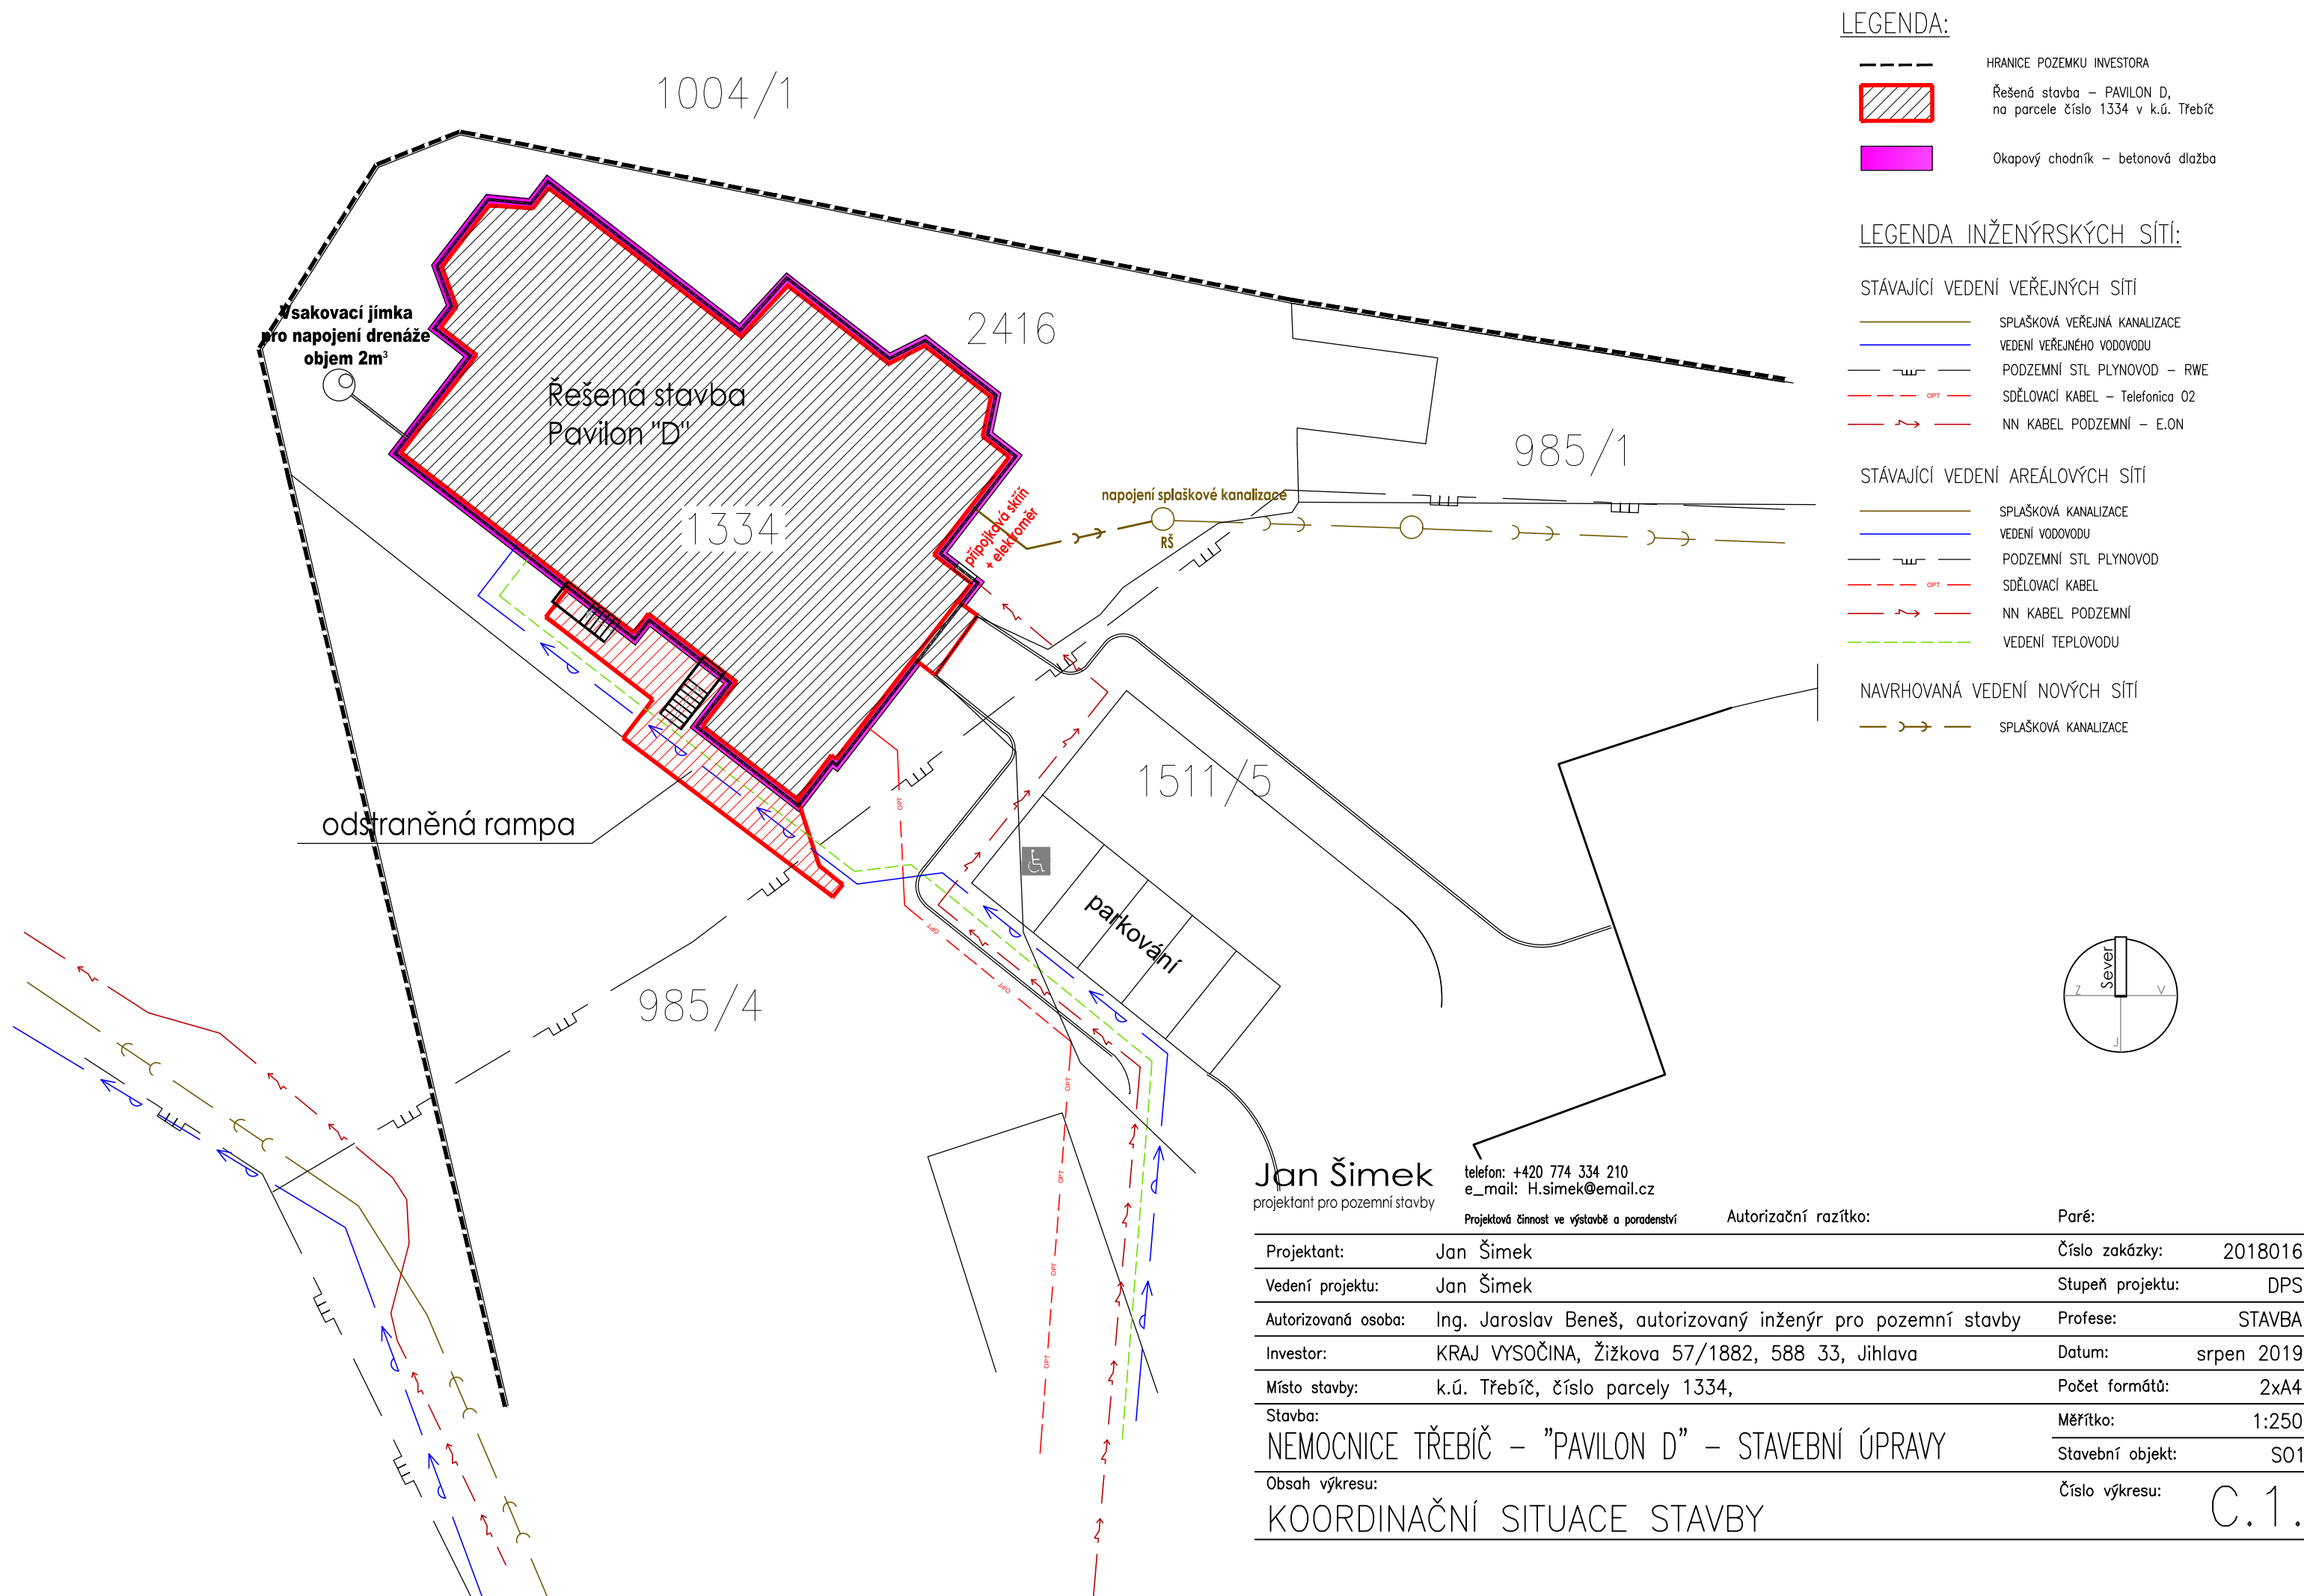 LEGENDA:
HRANICE POZEMKU INVESTORA
Řešená stavba – PAVILON D,
na parcele číslo 1334 v k.ú. Třebíč
Okapový chodník – betonová dlažba
LEGENDA INŽENÝRSKÝCH SÍTÍ:
STÁVAJÍCÍ VEDENÍ VEŘEJNÝCH SÍTÍ
SPLAŠKOVÁ VEŘEJNÁ KANALIZACE
VEDENÍ VEŘEJNÉHO VODOVODU
PODZEMNÍ STL PLYNOVOD – RWE
OPT
SDĚLOVACÍ KABEL – Telefonica O2
NN KABEL PODZEMNÍ – E.ON
STÁVAJÍCÍ VEDENÍ AREÁLOVÝCH SÍTÍ
SPLAŠKOVÁ KANALIZACE
VEDENÍ VODOVODU
PODZEMNÍ STL PLYNOVOD
OPT
SDĚLOVACÍ KABEL
NN KABEL PODZEMNÍ
VEDENÍ TEPLOVODU
NAVRHOVANÁ VEDENÍ NOVÝCH SÍTÍ
SPLAŠKOVÁ KANALIZACE
1004/1
2416
985/1
Vsakovací jímka
pro napojení drenáže
objem 2m³
Řešená stavba
Pavilon "D"
1334
napojení splaškové kanalizace
RŠ
přípojková skříň
+ elektroměr
1511/5
odstraněná rampa
parkování
985/4
OPT
OPT
OPT
OPT
OPT
OPT
OPT
Sever
Z
V
J
Jan Šimek
projektant pro pozemní stavby
telefon: +420 774 334 210
e_mail: H.simek@email.cz
Projektová činnost ve výstavbě a poradenství
Autorizační razítko:
Paré:
Projektant: Jan Šimek
Číslo zakázky: 2018016
Vedení projektu: Jan Šimek
Stupeň projektu: DPS
Autorizovaná osoba: Ing. Jaroslav Beneš, autorizovaný inženýr pro pozemní stavby
Profese: STAVBA
Investor: KRAJ VYSOČINA, Žižkova 57/1882, 588 33, Jihlava
Datum: srpen 2019
Místo stavby: k.ú. Třebíč, číslo parcely 1334,
Počet formátů: 2xA4
Stavba:
NEMOCNICE TŘEBÍČ – "PAVILON D" – STAVEBNÍ ÚPRAVY
Měřítko: 1:250
Stavební objekt: SO1
Obsah výkresu:
KOORDINAČNÍ SITUACE STAVBY
Číslo výkresu: C.1.